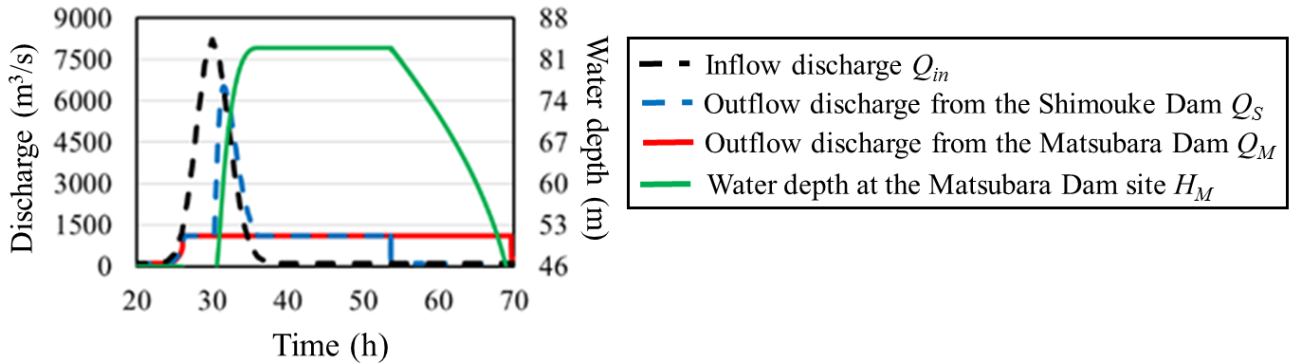 9000
7500
6000
4500
3000
1500
0
Discharge (m³/s)
88
81
74
67
60
53
46
Water depth (m)
20 30 40 50 60 70
Time (h)
Inflow discharge Q_in
Outflow discharge from the Shimouke Dam Q_S
Outflow discharge from the Matsubara Dam Q_M
Water depth at the Matsubara Dam site H_M